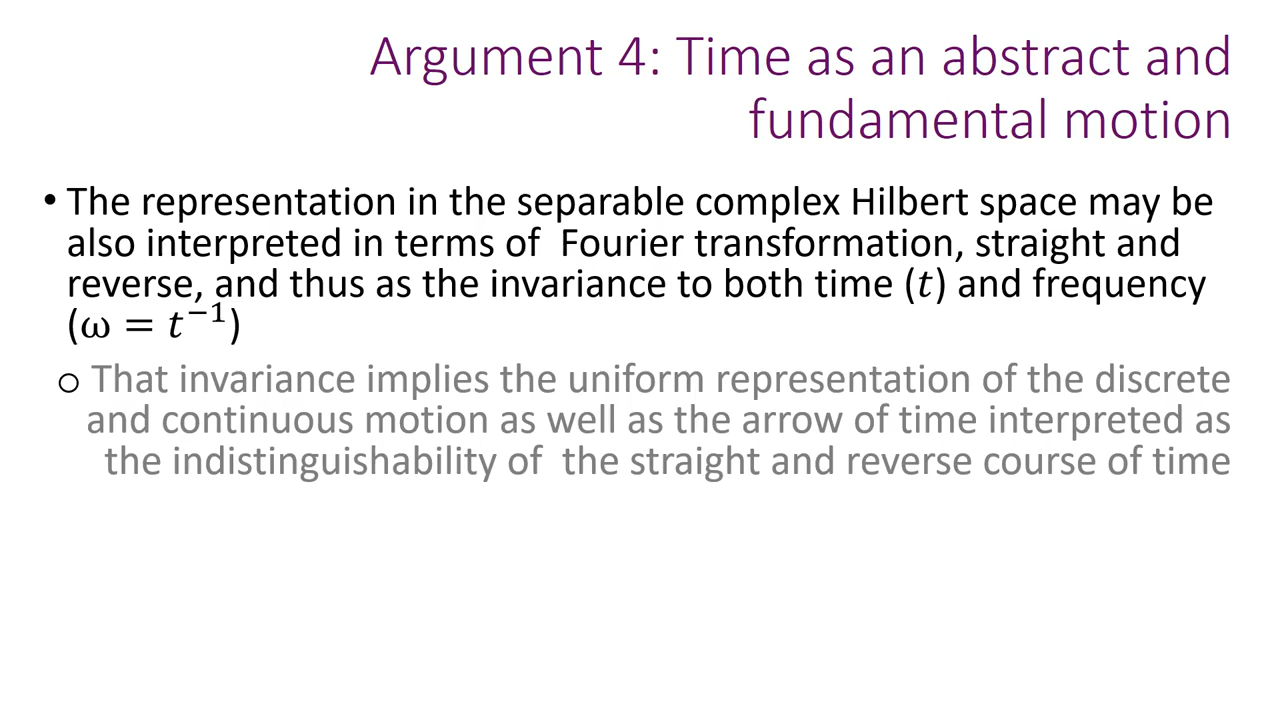 Argument 4: Time as an abstract and
fundamental motion
• The representation in the separable complex Hilbert space may be
also interpreted in terms of  Fourier transformation, straight and
reverse, and thus as the invariance to both time (𝑡) and frequency
(ω = 𝑡⁻¹)
o That invariance implies the uniform representation of the discrete
and continuous motion as well as the arrow of time interpreted as
the indistinguishability of  the straight and reverse course of time